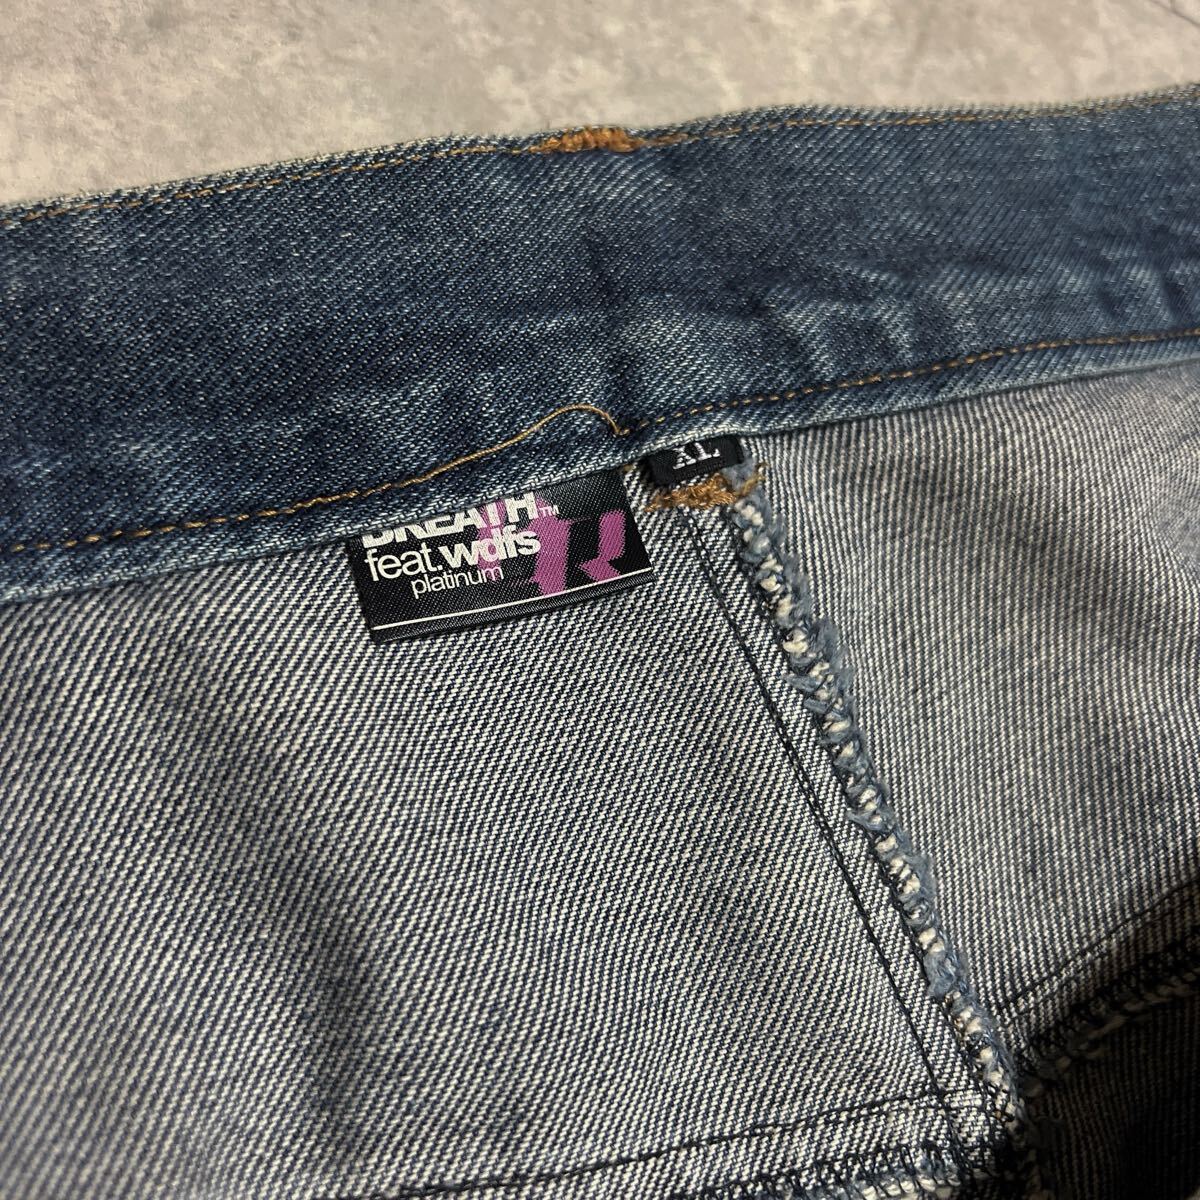 BREATH™
feat.wdfs
platinum
XL